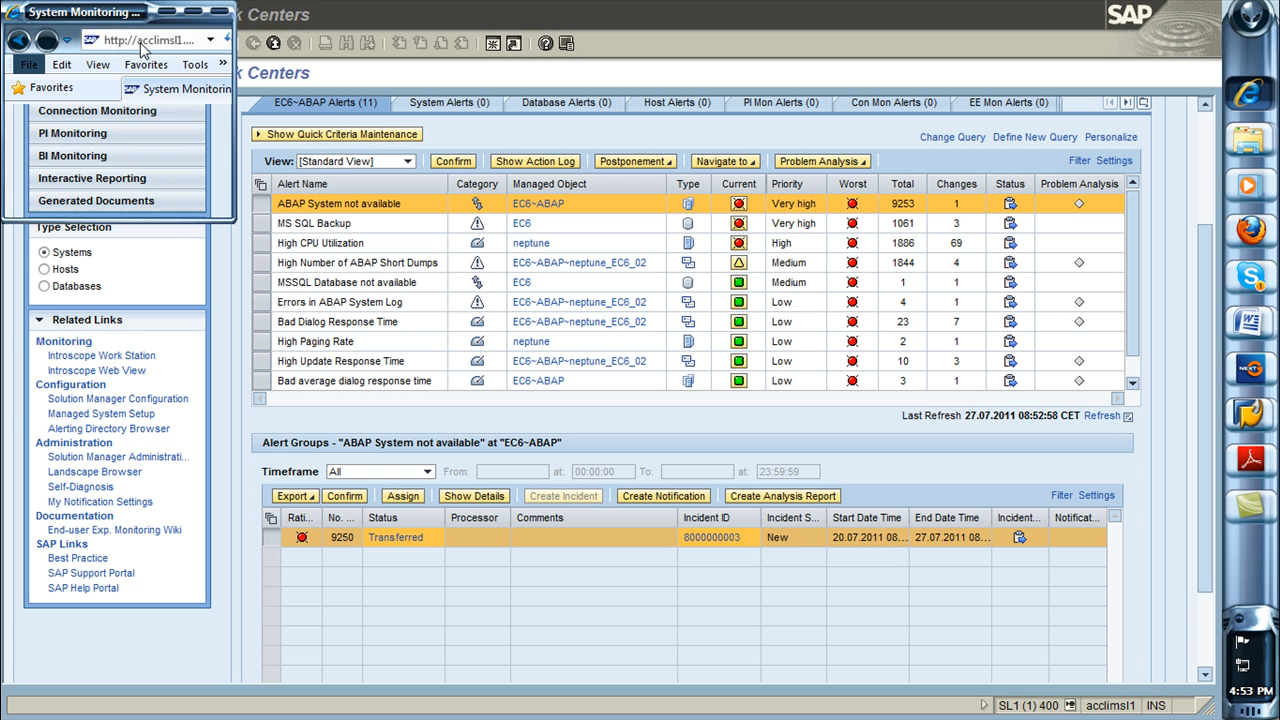 System Monitoring ...
http://acclimsl1....
File Edit View Favorites Tools »
Favorites System Monitorin
Connection Monitoring
PI Monitoring
BI Monitoring
Interactive Reporting
Generated Documents
Type Selection
Systems
Hosts
Databases
Related Links
Monitoring
Introscope Work Station
Introscope Web View
Configuration
Solution Manager Configuration
Managed System Setup
Alerting Directory Browser
Administration
Solution Manager Administrati...
Landscape Browser
Self-Diagnosis
My Notification Settings
Documentation
End-user Exp. Monitoring Wiki
SAP Links
Best Practice
SAP Support Portal
SAP Help Portal
k Centers
SAP
k Centers
EC6~ABAP Alerts (11) System Alerts (0) Database Alerts (0) Host Alerts (0) PI Mon Alerts (0) Con Mon Alerts (0) EE Mon Alerts (0)
Show Quick Criteria Maintenance
Change Query Define New Query Personalize
View: [Standard View] Confirm Show Action Log Postponement Navigate to Problem Analysis Filter Settings
Alert Name Category Managed Object Type Current Priority Worst Total Changes Status Problem Analysis
ABAP System not available EC6~ABAP Very high 9253 1
MS SQL Backup EC6 Very high 1061 3
High CPU Utilization neptune High 1886 69
High Number of ABAP Short Dumps EC6~ABAP~neptune_EC6_02 Medium 1844 4
MSSQL Database not available EC6 Medium 1 1
Errors in ABAP System Log EC6~ABAP~neptune_EC6_02 Low 4 1
Bad Dialog Response Time EC6~ABAP~neptune_EC6_02 Low 23 7
High Paging Rate neptune Low 2 1
High Update Response Time EC6~ABAP~neptune_EC6_02 Low 10 3
Bad average dialog response time EC6~ABAP Low 3 1
Last Refresh 27.07.2011 08:52:58 CET Refresh
Alert Groups - "ABAP System not available" at "EC6~ABAP"
Timeframe All From: at: 00:00:00 To: at: 23:59:59
Export Confirm Assign Show Details Create Incident Create Notification Create Analysis Report Filter Settings
Rati... No. ... Status Processor Comments Incident ID Incident S... Start Date Time End Date Time Incident... Notificat...
9250 Transferred 8000000003 New 20.07.2011 08:... 27.07.2011 08:...
SL1 (1) 400 acclimsl1 INS
4:53 PM